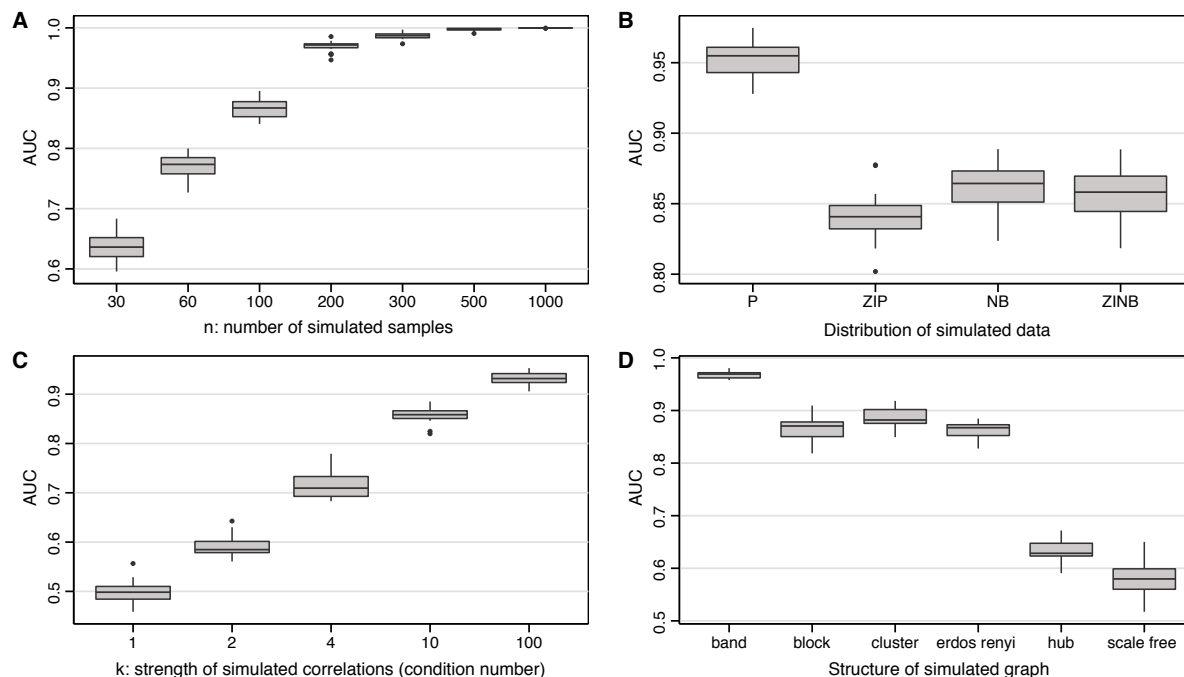 A
AUC
1.0
0.9
0.8
0.7
0.6
30 60 100 200 300 500 1000
n: number of simulated samples
B
AUC
0.95
0.90
0.85
0.80
P ZIP NB ZINB
Distribution of simulated data
C
AUC
0.9
0.8
0.7
0.6
0.5
1 2 4 10 100
k: strength of simulated correlations (condition number)
D
AUC
1.0
0.9
0.8
0.7
0.6
0.5
band block cluster erdos renyi hub scale free
Structure of simulated graph